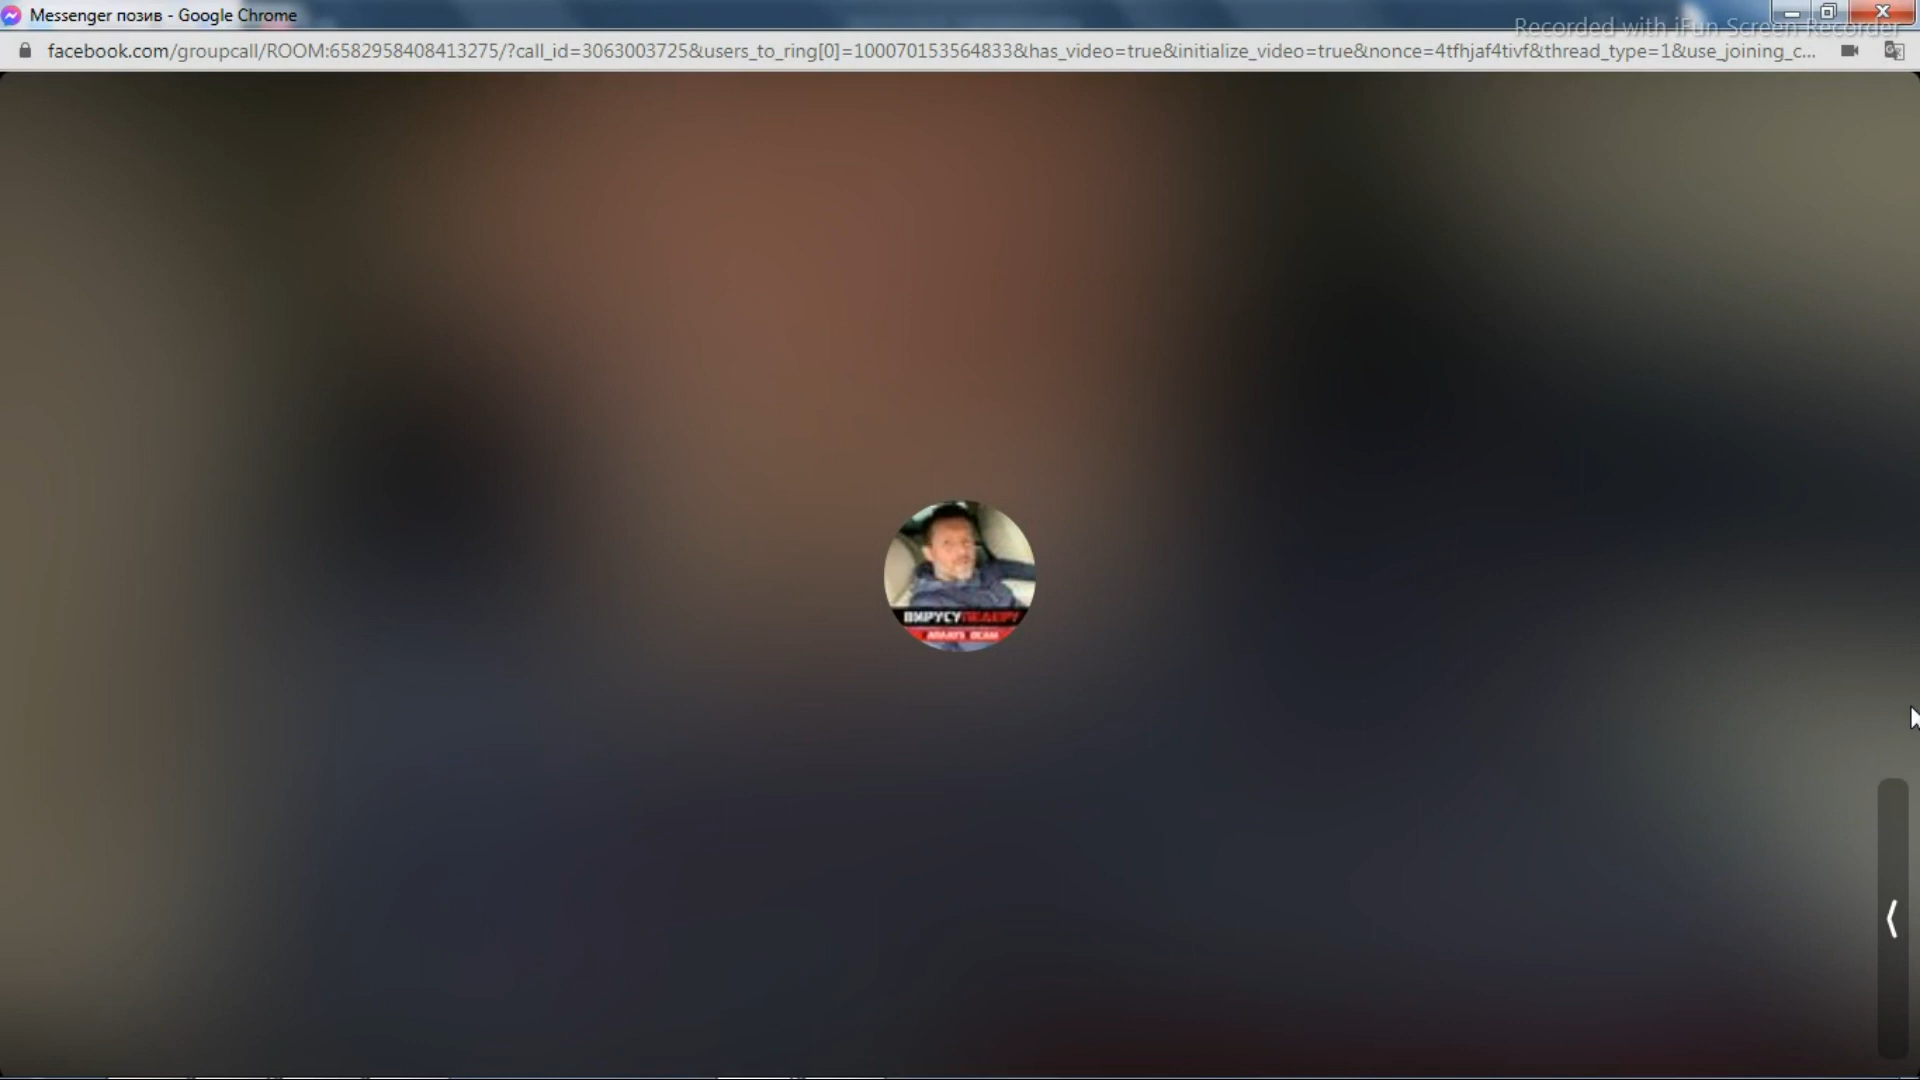 Messenger позив - Google Chrome
Recorded with iFun Screen Recorder
facebook.com/groupcall/ROOM:6582958408413275/?call_id=3063003725&users_to_ring[0]=100070153564833&has_video=true&initialize_video=true&nonce=4tfhjaf4tivf&thread_type=1&use_joining_c...
ВИРУСУ